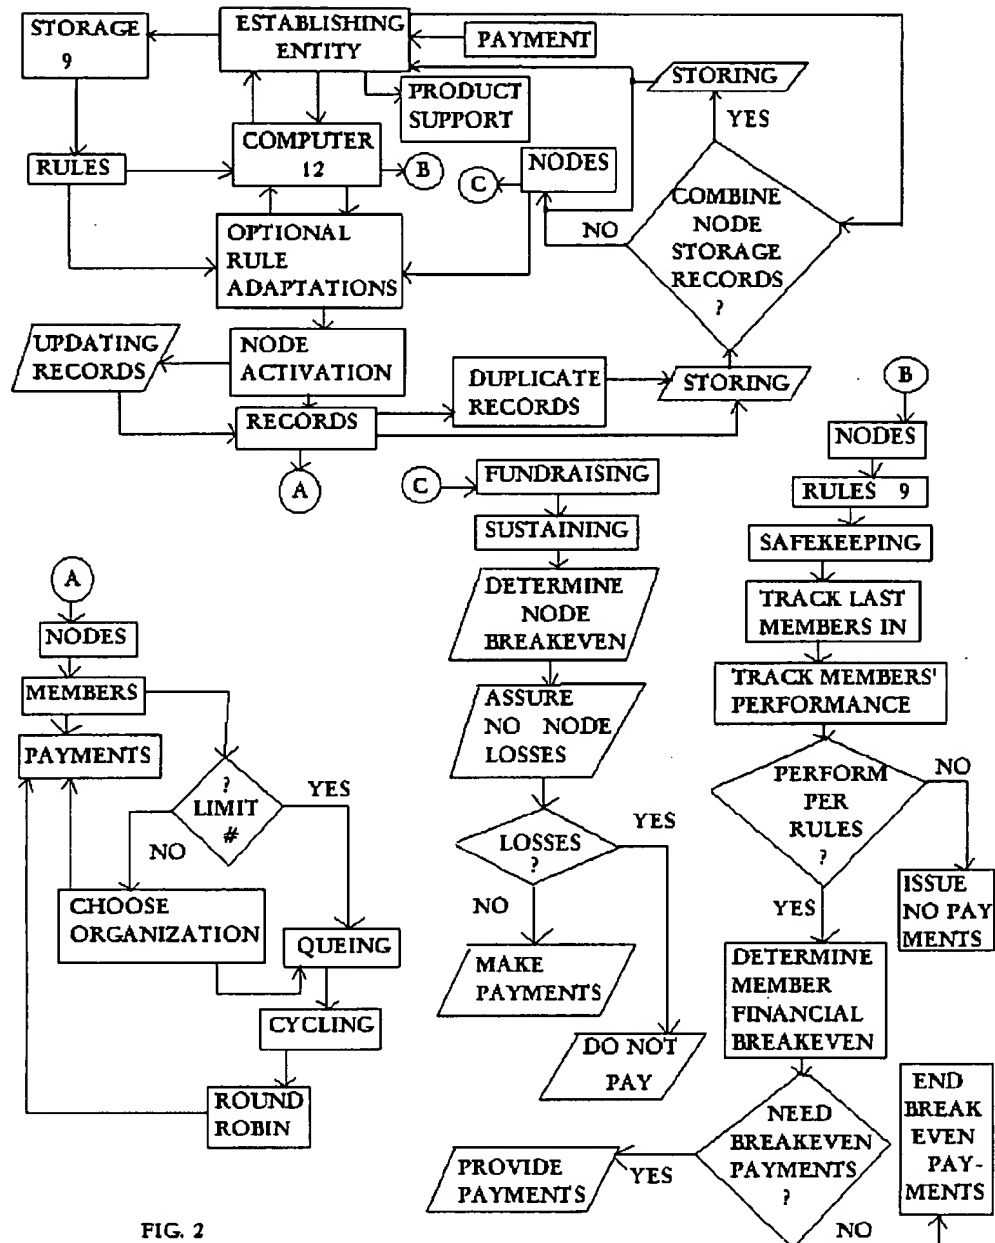 STORAGE
9
ESTABLISHING
ENTITY
PAYMENT
STORING
PRODUCT
SUPPORT
YES
COMPUTER
12
B
NODES
C
RULES
COMBINE
NODE
STORAGE
RECORDS
?
NO
OPTIONAL
RULE
ADAPTATIONS
UPDATING
RECORDS
NODE
ACTIVATION
DUPLICATE
RECORDS
STORING
RECORDS
A
B
NODES
RULES 9
SAFEKEEPING
TRACK LAST
MEMBERS IN
TRACK MEMBERS'
PERFORMANCE
PERFORM
PER
RULES
?
NO
ISSUE
NO PAY
MENTS
YES
DETERMINE
MEMBER
FINANCIAL
BREAKEVEN
NEED
BREAKEVEN
PAYMENTS
?
YES
PROVIDE
PAYMENTS
NO
END
BREAK
EVEN
PAY-
MENTS
C
FUNDRAISING
SUSTAINING
DETERMINE
NODE
BREAKEVEN
ASSURE
NO NODE
LOSSES
LOSSES
?
YES
NO
MAKE
PAYMENTS
DO NOT
PAY
A
NODES
MEMBERS
PAYMENTS
?
LIMIT
#
YES
NO
CHOOSE
ORGANIZATION
QUEING
CYCLING
ROUND
ROBIN
FIG. 2